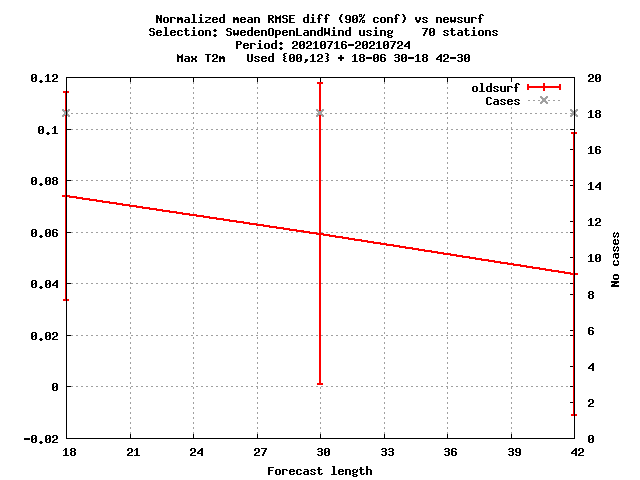 Normalized mean RMSE diff (90% conf) vs newsurf
Selection: SwedenOpenLandWind using    70 stations
Period: 20210716-20210724
Max T2m   Used {00,12} + 18-06 30-18 42-30
oldsurf
Cases
0.12
0.1
0.08
0.06
0.04
0.02
0
-0.02
20
18
16
14
12
10
8
6
4
2
0
No cases
18 21 24 27 30 33 36 39 42
Forecast length